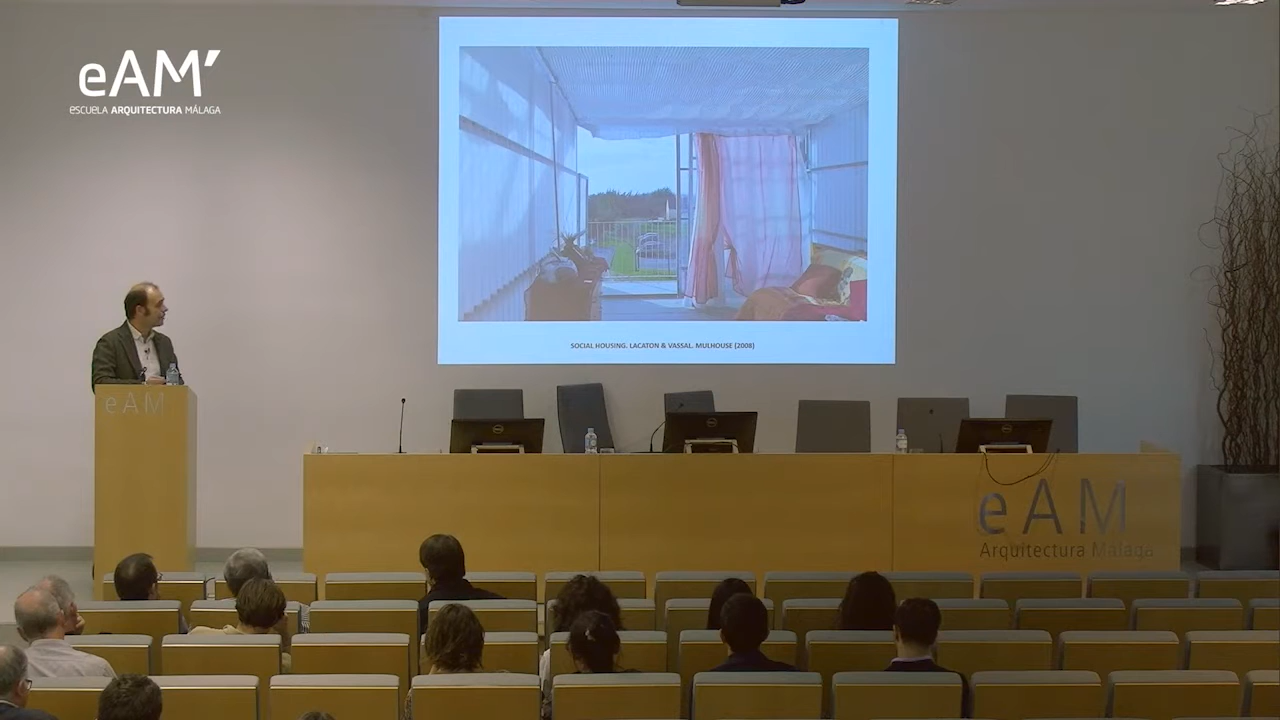 eAM'
ESCUELA ARQUITECTURA MÁLAGA
SOCIAL HOUSING. LACATON & VASSAL. MULHOUSE (2008)
eAM
eAM
Arquitectura Málaga